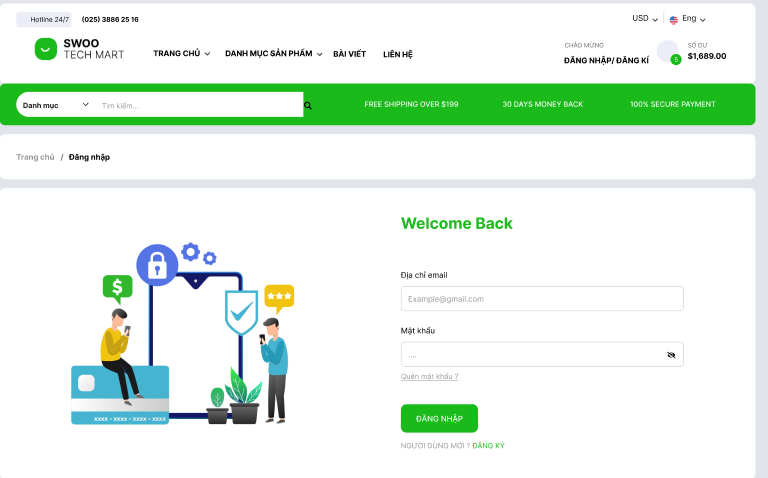 Hotline 24/7 (025) 3886 25 16 USD Eng
SWOO
TECH MART
TRANG CHỦ DANH MỤC SẢN PHẨM BÀI VIẾT LIÊN HỆ
CHÀO MỪNG
ĐĂNG NHẬP/ ĐĂNG KÍ
5
SỐ DƯ
$1,689.00
Danh mục Tìm kiếm... FREE SHIPPING OVER $199 30 DAYS MONEY BACK 100% SECURE PAYMENT
Trang chủ / Đăng nhập
$
xxxx - xxxx - xxxx - xxxx
Welcome Back
Địa chỉ email
Example@gmail.com
Mật khẩu
....
Quên mật khẩu ?
ĐĂNG NHẬP
NGƯỜI DÙNG MỚI ? ĐĂNG KÝ